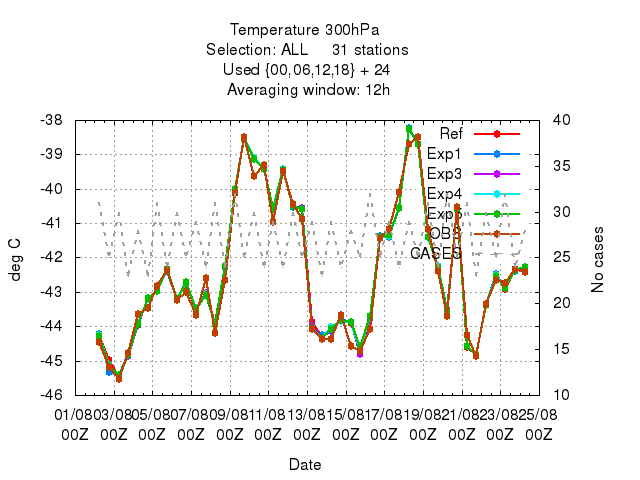 Temperature 300hPa
Selection: ALL 31 stations
Used {00,06,12,18} + 24
Averaging window: 12h
-38
-39
-40
-41
-42
-43
-44
-45
-46
deg C
40
35
30
25
20
15
10
No cases
Ref
Exp1
Exp3
Exp4
Exp5
OBS
CASES
01/08 03/08 05/08 07/08 09/08 11/08 13/08 15/08 17/08 19/08 21/08 23/08 25/08
00Z 00Z 00Z 00Z 00Z 00Z 00Z 00Z 00Z 00Z 00Z 00Z 00Z
Date